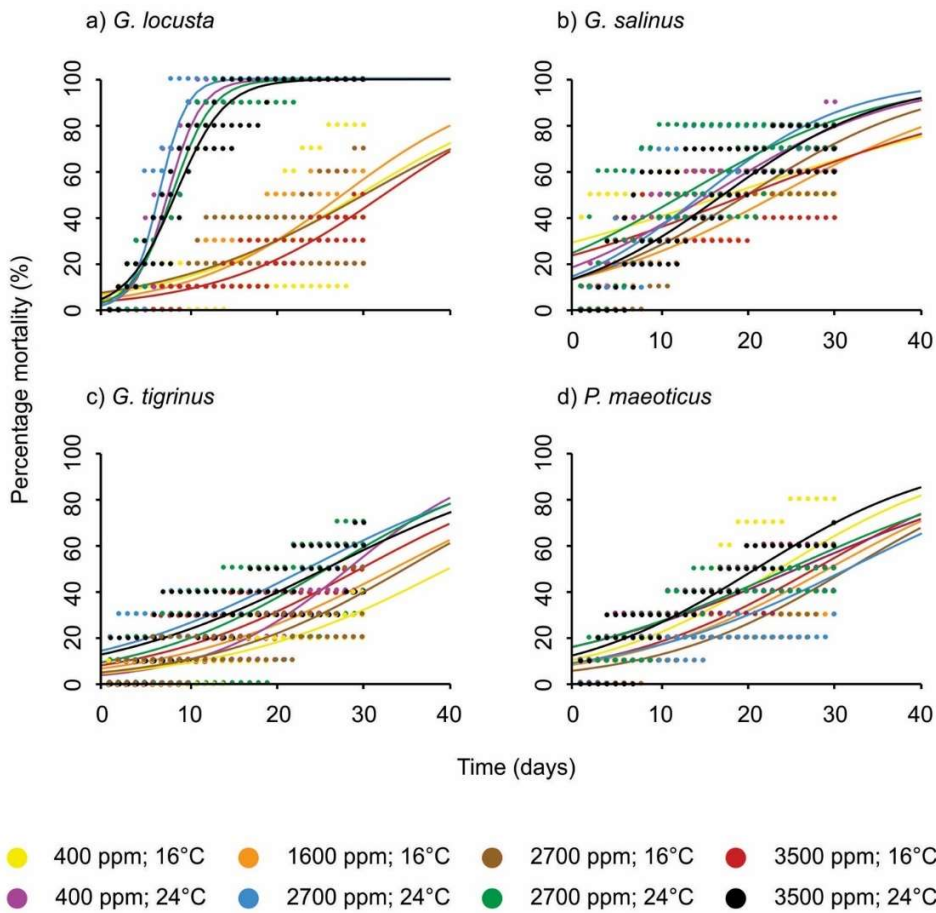 a) G. locusta
b) G. salinus
0 20 40 60 80 100
0 20 40 60 80 100
0 10 20 30 40
c) G. tigrinus
d) P. maeoticus
Percentage mortality (%)
0 20 40 60 80 100
0 20 40 60 80 100
0 10 20 30 40
0 10 20 30 40
Time (days)
400 ppm; 16°C 1600 ppm; 16°C 2700 ppm; 16°C 3500 ppm; 16°C
400 ppm; 24°C 2700 ppm; 24°C 2700 ppm; 24°C 3500 ppm; 24°C